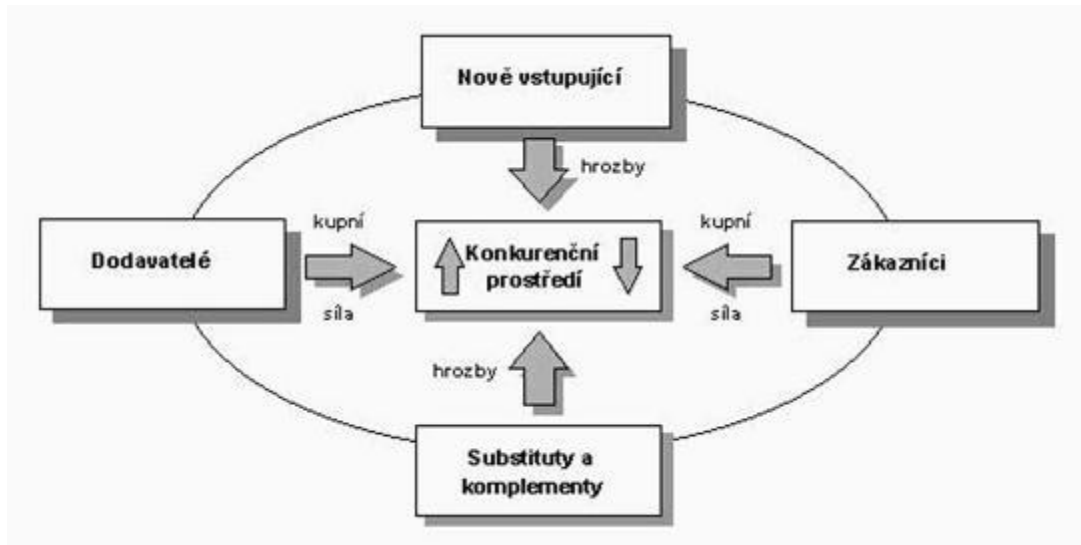 Nově vstupující
hrozby
kupní
Dodavatelé
síla
Konkurenční
prostředí
kupní
Zákazníci
síla
hrozby
Substituty a
komplementy